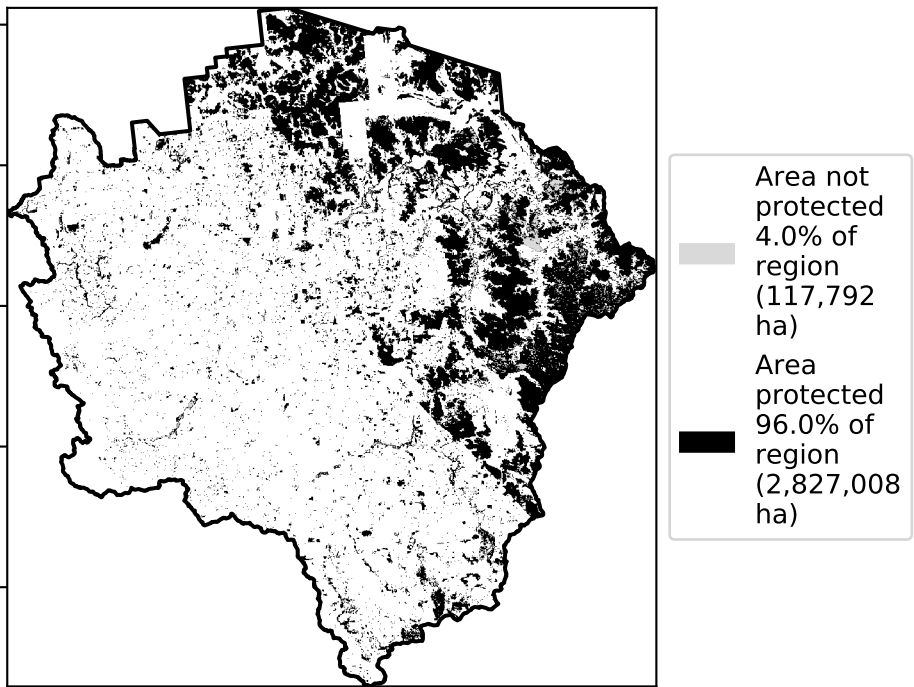 Area not
protected
4.0% of
region
(117,792
ha)
Area
protected
96.0% of
region
(2,827,008
ha)